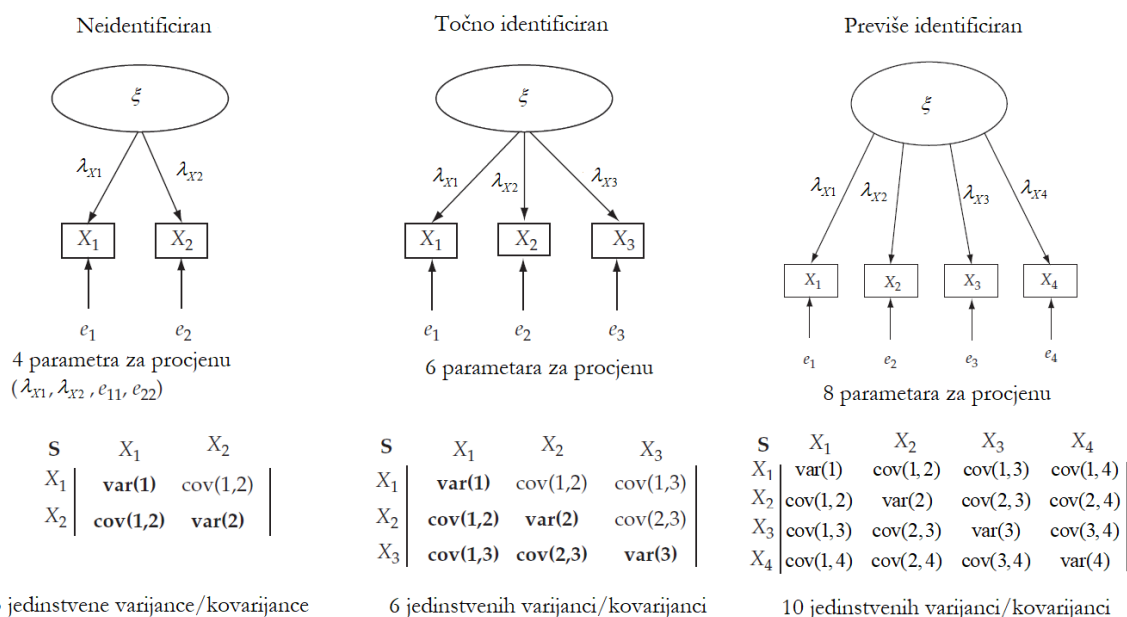 Neidentificiran
ξ
λX1
λX2
X1
X2
e1
e2
4 parametra za procjenu
(λX1, λX2, e11, e22)
S X1 X2
X1 var(1) cov(1,2)
X2 cov(1,2) var(2)
jedinstvene varijance/kovarijance
Točno identificiran
ξ
λX1
λX2
λX3
X1
X2
X3
e1
e2
e3
6 parametara za procjenu
S X1 X2 X3
X1 var(1) cov(1,2) cov(1,3)
X2 cov(1,2) var(2) cov(2,3)
X3 cov(1,3) cov(2,3) var(3)
6 jedinstvenih varijanci/kovarijanci
Previše identificiran
ξ
λX1
λX2
λX3
λX4
X1
X2
X3
X4
e1
e2
e3
e4
8 parametara za procjenu
S X1 X2 X3 X4
X1 var(1) cov(1,2) cov(1,3) cov(1,4)
X2 cov(1,2) var(2) cov(2,3) cov(2,4)
X3 cov(1,3) cov(2,3) var(3) cov(3,4)
X4 cov(1,4) cov(2,4) cov(3,4) var(4)
10 jedinstvenih varijanci/kovarijanci